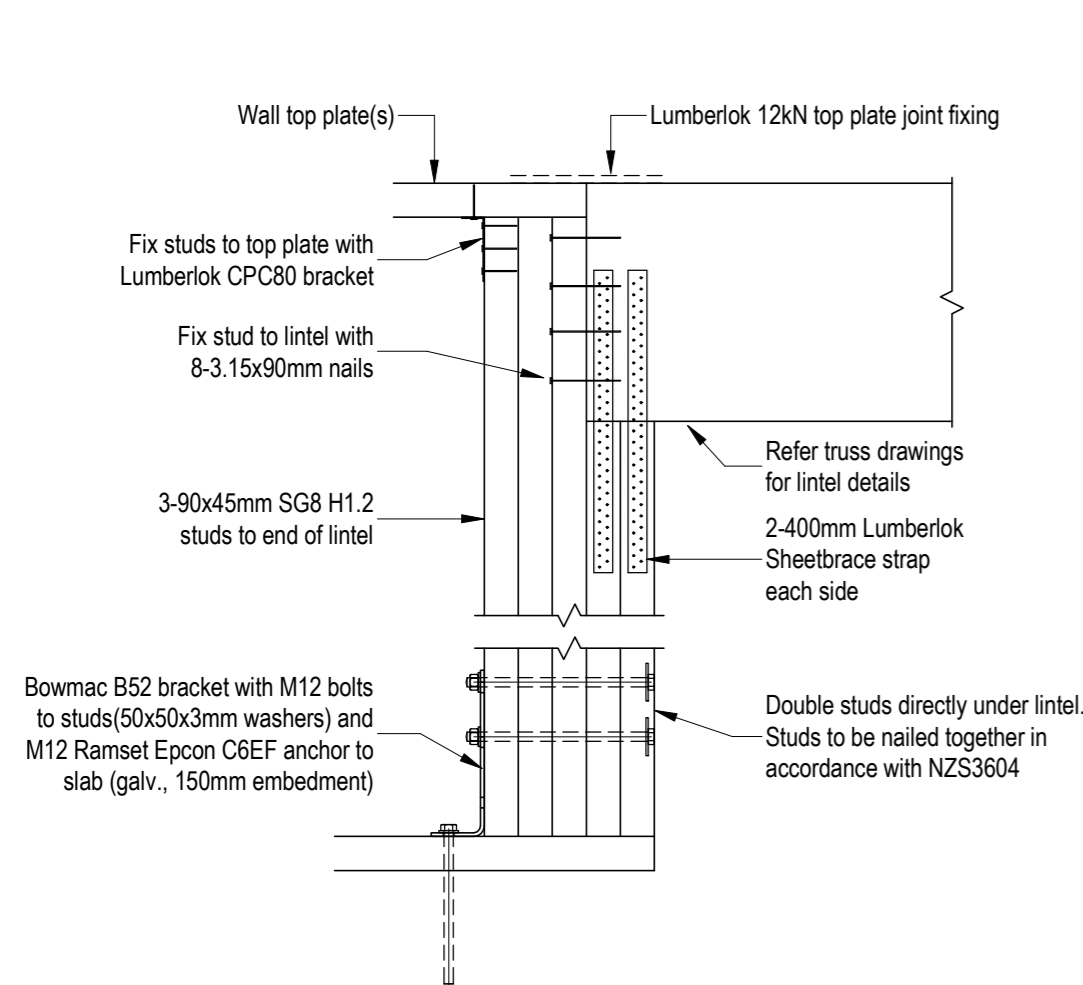 Wall top plate(s)
Lumberlok 12kN top plate joint fixing
Fix studs to top plate with
Lumberlok CPC80 bracket
Fix stud to lintel with
8-3.15x90mm nails
Refer truss drawings
for lintel details
3-90x45mm SG8 H1.2
studs to end of lintel
2-400mm Lumberlok
Sheetbrace strap
each side
Bowmac B52 bracket with M12 bolts
to studs(50x50x3mm washers) and
M12 Ramset Epcon C6EF anchor to
slab (galv., 150mm embedment)
Double studs directly under lintel.
Studs to be nailed together in
accordance with NZS3604